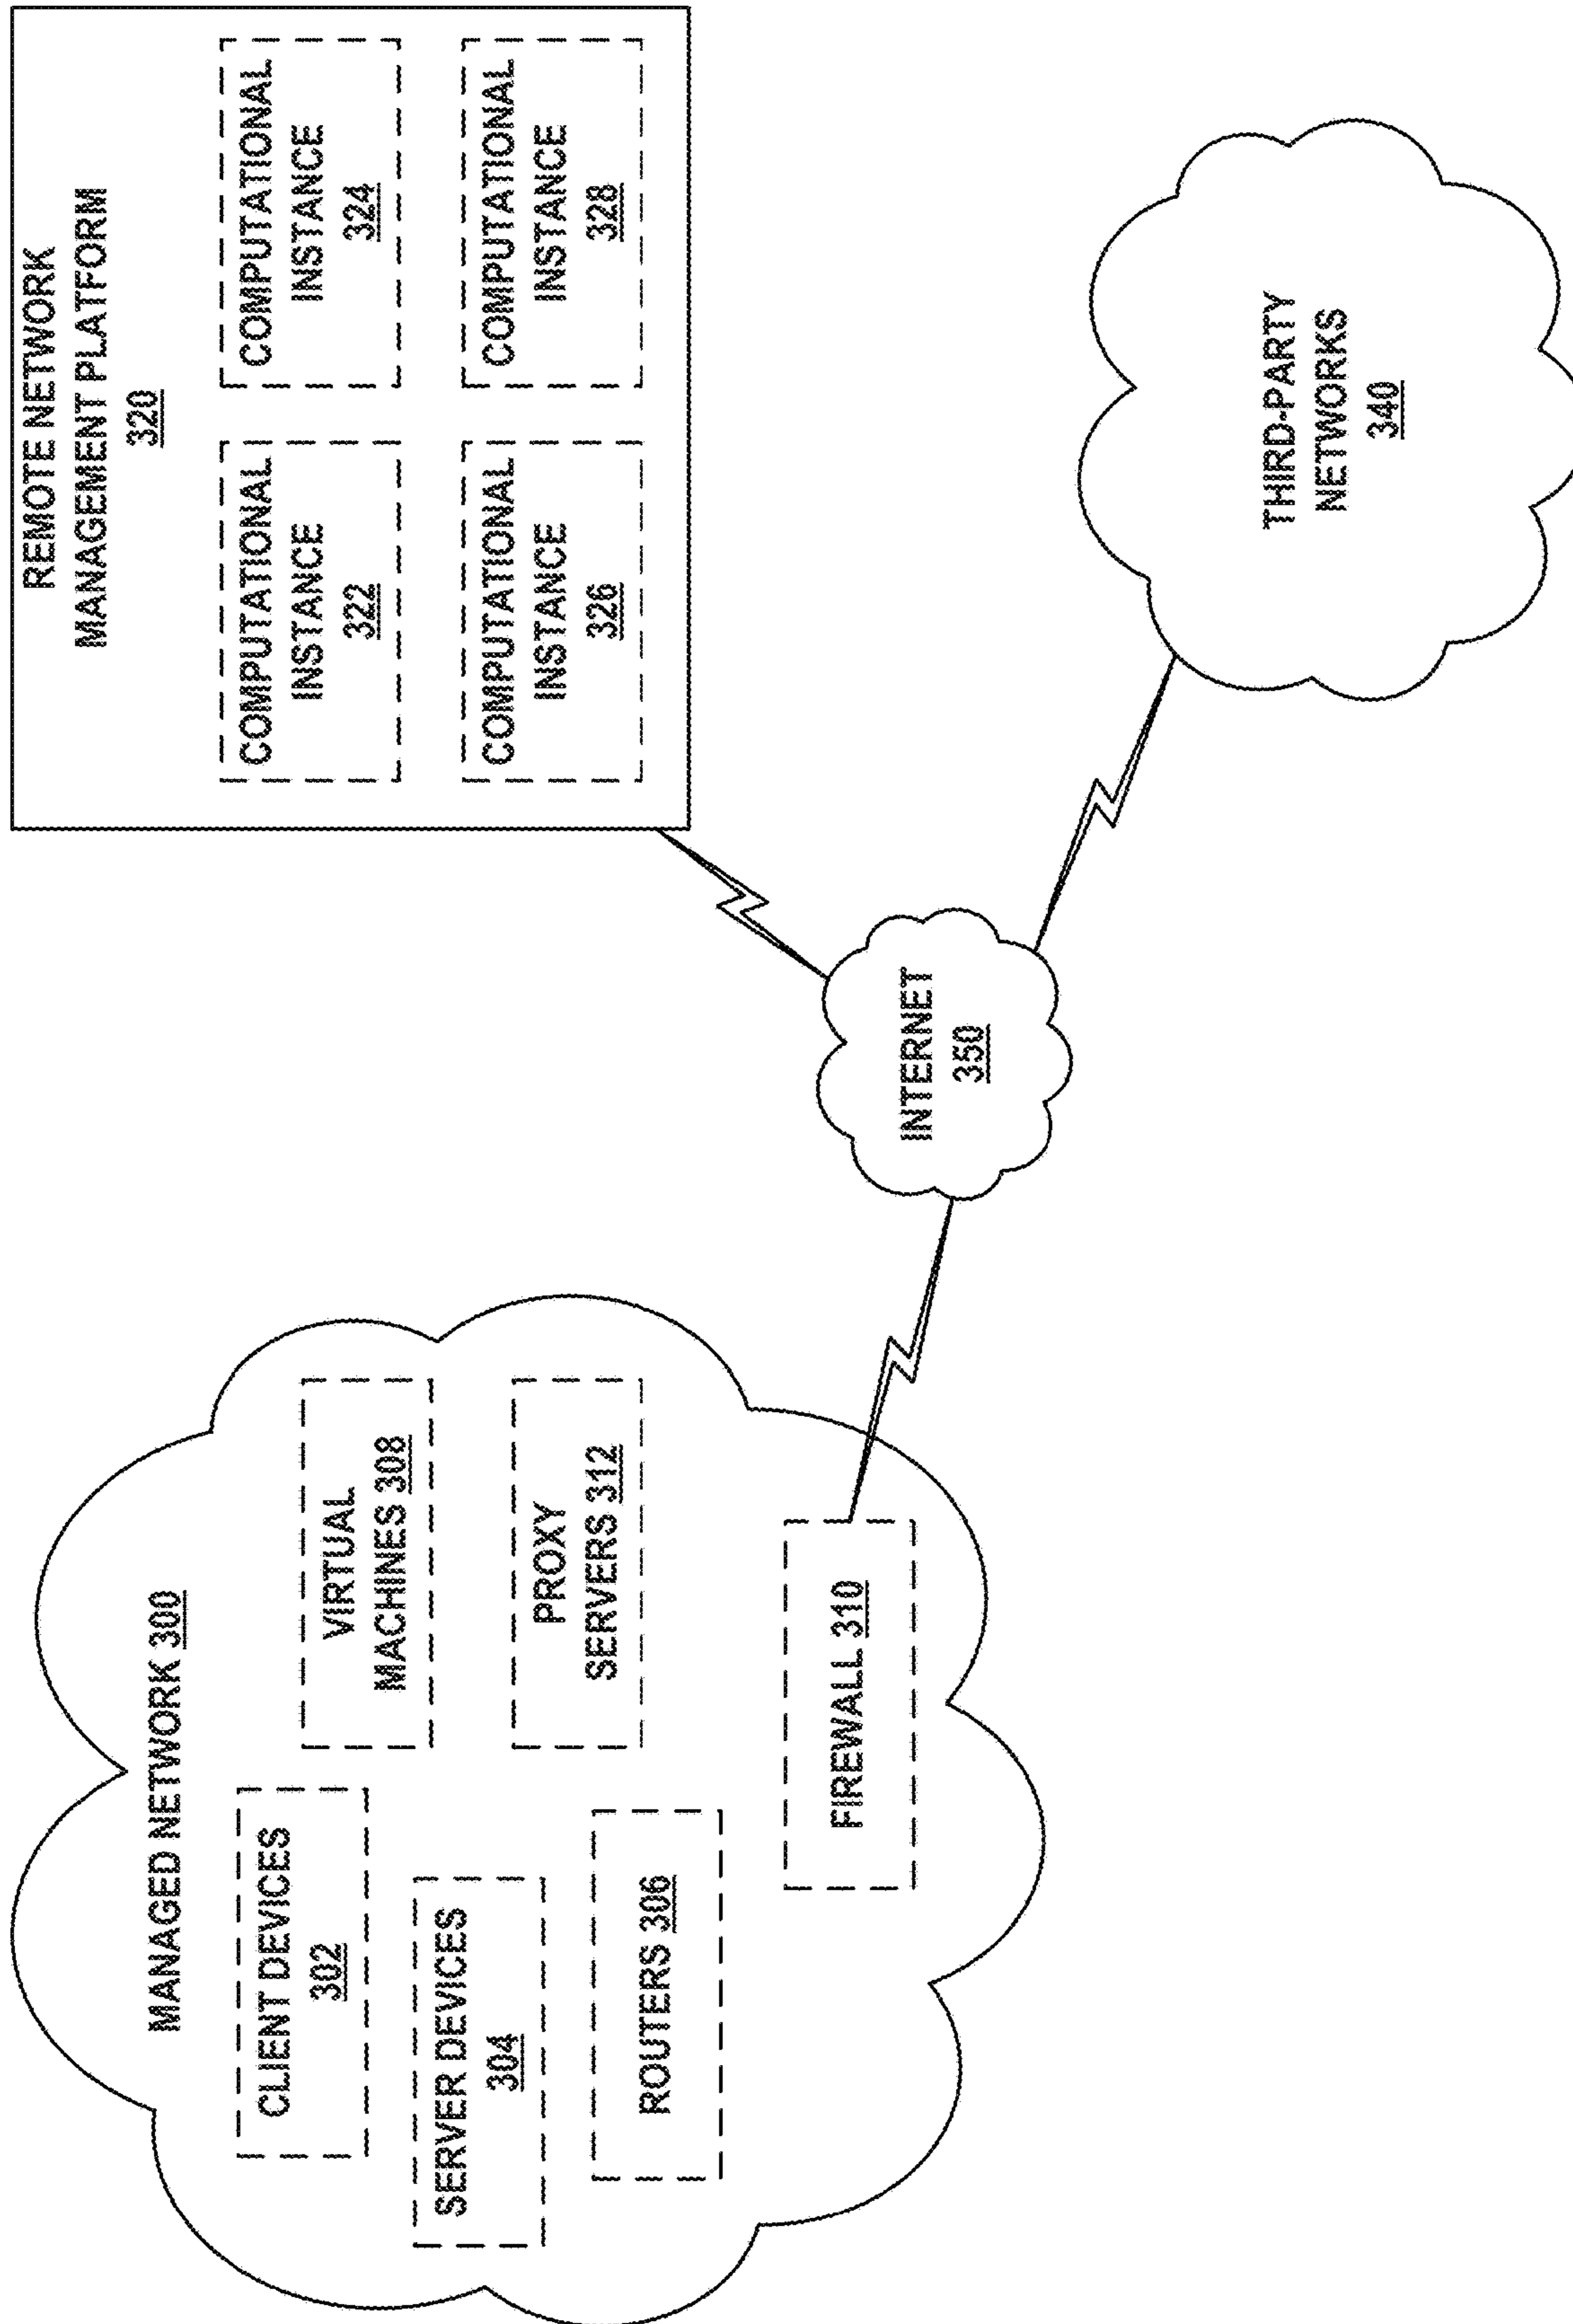 MANAGED NETWORK 300
CLIENT DEVICES
302
SERVER DEVICES
304
ROUTERS 306
VIRTUAL
MACHINES 308
PROXY
SERVERS 312
FIREWALL 310
INTERNET
350
REMOTE NETWORK
MANAGEMENT PLATFORM
320
COMPUTATIONAL
INSTANCE
322
COMPUTATIONAL
INSTANCE
324
COMPUTATIONAL
INSTANCE
326
COMPUTATIONAL
INSTANCE
328
THIRD-PARTY
NETWORKS
340